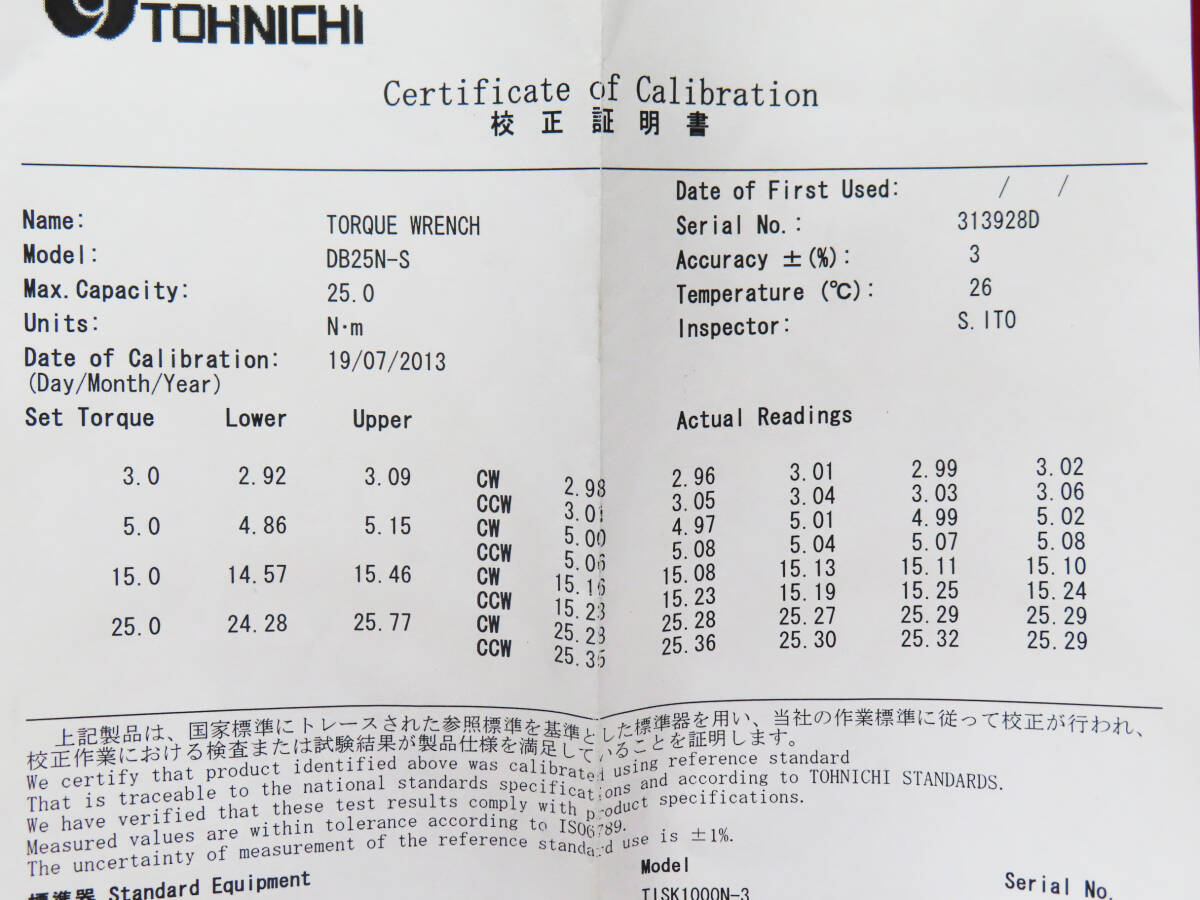 TOHNICHI
Certificate of Calibration
校正証明書
Date of First Used: / /
Name: TORQUE WRENCH Serial No.: 313928D
Model: DB25N-S Accuracy ±(%): 3
Max.Capacity: 25.0 Temperature (℃): 26
Units: N·m Inspector: S.ITO
Date of Calibration: 19/07/2013
(Day/Month/Year)
Set Torque Lower Upper Actual Readings
3.0 2.92 3.09 CW 2.98 2.96 3.01 2.99 3.02
CCW 3.01 3.05 3.04 3.03 3.06
5.0 4.86 5.15 CW 5.00 4.97 5.01 4.99 5.02
CCW 5.06 5.08 5.04 5.07 5.08
15.0 14.57 15.46 CW 15.16 15.08 15.13 15.11 15.10
CCW 15.23 15.23 15.19 15.25 15.24
25.0 24.28 25.77 CW 25.23 25.28 25.27 25.29 25.29
CCW 25.35 25.36 25.30 25.32 25.29
上記製品は、国家標準にトレースされた参照標準を基準とした標準器を用い、当社の作業標準に従って校正が行われ、
校正作業における検査または試験結果が製品仕様を満足していることを証明します。
We certify that product identified above was calibrated using reference standard
That is traceable to the national standards specifications and according to TOHNICHI STANDARDS.
We have verified that these test results comply with product specifications.
Measured values are within tolerance according to ISO6789.
The uncertainty of measurement of the reference standard use is ±1%.
標準器 Standard Equipment Model Serial No.
TISK1000N-3